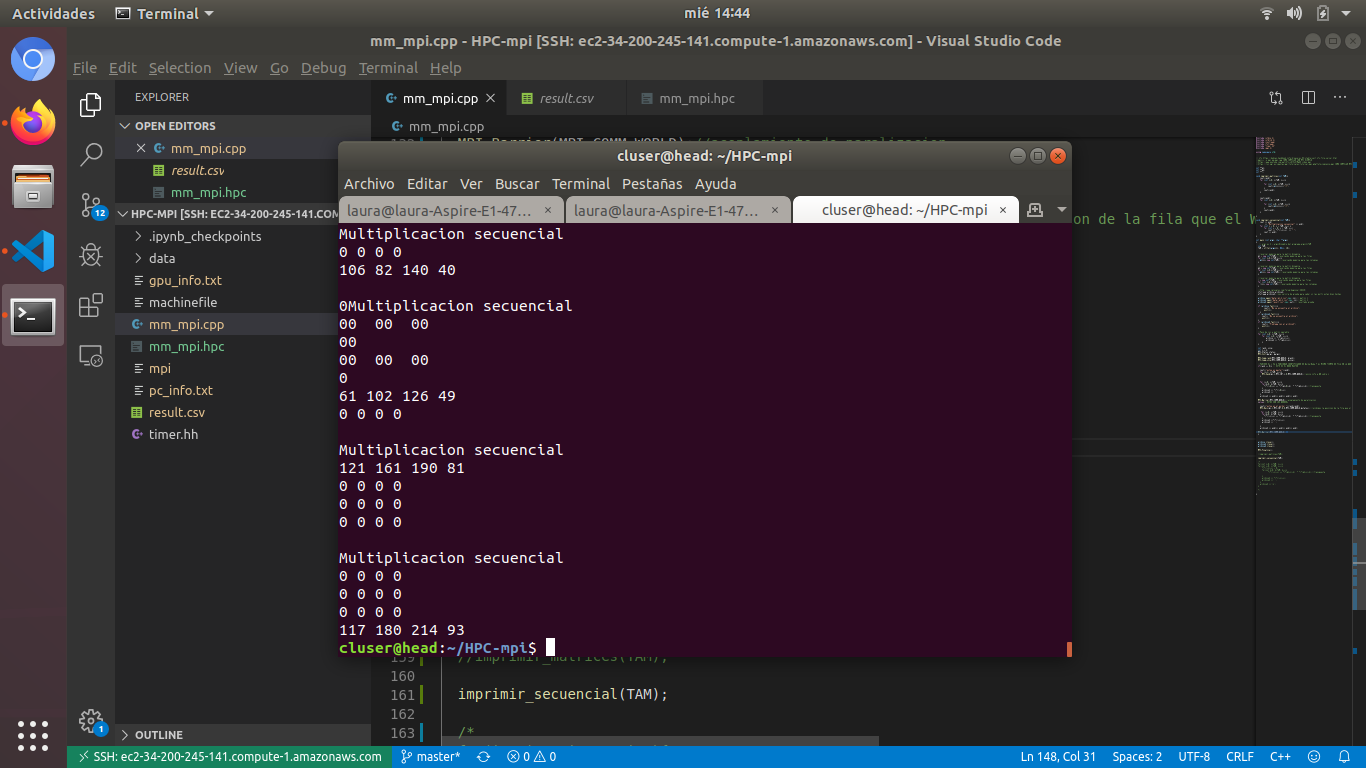 Actividades
Terminal
mié 14:44
mm_mpi.cpp - HPC-mpi [SSH: ec2-34-200-245-141.compute-1.amazonaws.com] - Visual Studio Code
File Edit Selection View Go Debug Terminal Help
EXPLORER
mm_mpi.cpp
result.csv
mm_mpi.hpc
OPEN EDITORS
mm_mpi.cpp
mm_mpi.cpp
result.csv
mm_mpi.hpc
HPC-MPI [SSH: EC2-34-200-245-141.COM
.ipynb_checkpoints
data
gpu_info.txt
machinefile
mm_mpi.cpp
mm_mpi.hpc
mpi
pc_info.txt
result.csv
timer.hh
12
1
OUTLINE
cluser@head: ~/HPC-mpi
Archivo Editar Ver Buscar Terminal Pestañas Ayuda
laura@laura-Aspire-E1-47...
laura@laura-Aspire-E1-47...
cluser@head: ~/HPC-mpi
on de la fila que el W
Multiplicacion secuencial
0 0 0 0
106 82 140 40
0Multiplicacion secuencial
00 00 00
00
00 00 00
0
61 102 126 49
0 0 0 0
Multiplicacion secuencial
121 161 190 81
0 0 0 0
0 0 0 0
0 0 0 0
Multiplicacion secuencial
0 0 0 0
0 0 0 0
0 0 0 0
117 180 214 93
cluser@head:~/HPC-mpi$
159 //imprimir_matrices(TAM);
160
161 imprimir_secuencial(TAM);
162
163 /*
SSH: ec2-34-200-245-141.compute-1.amazonaws.com
master*
0 0
Ln 148, Col 31
Spaces: 2
UTF-8
CRLF
C++